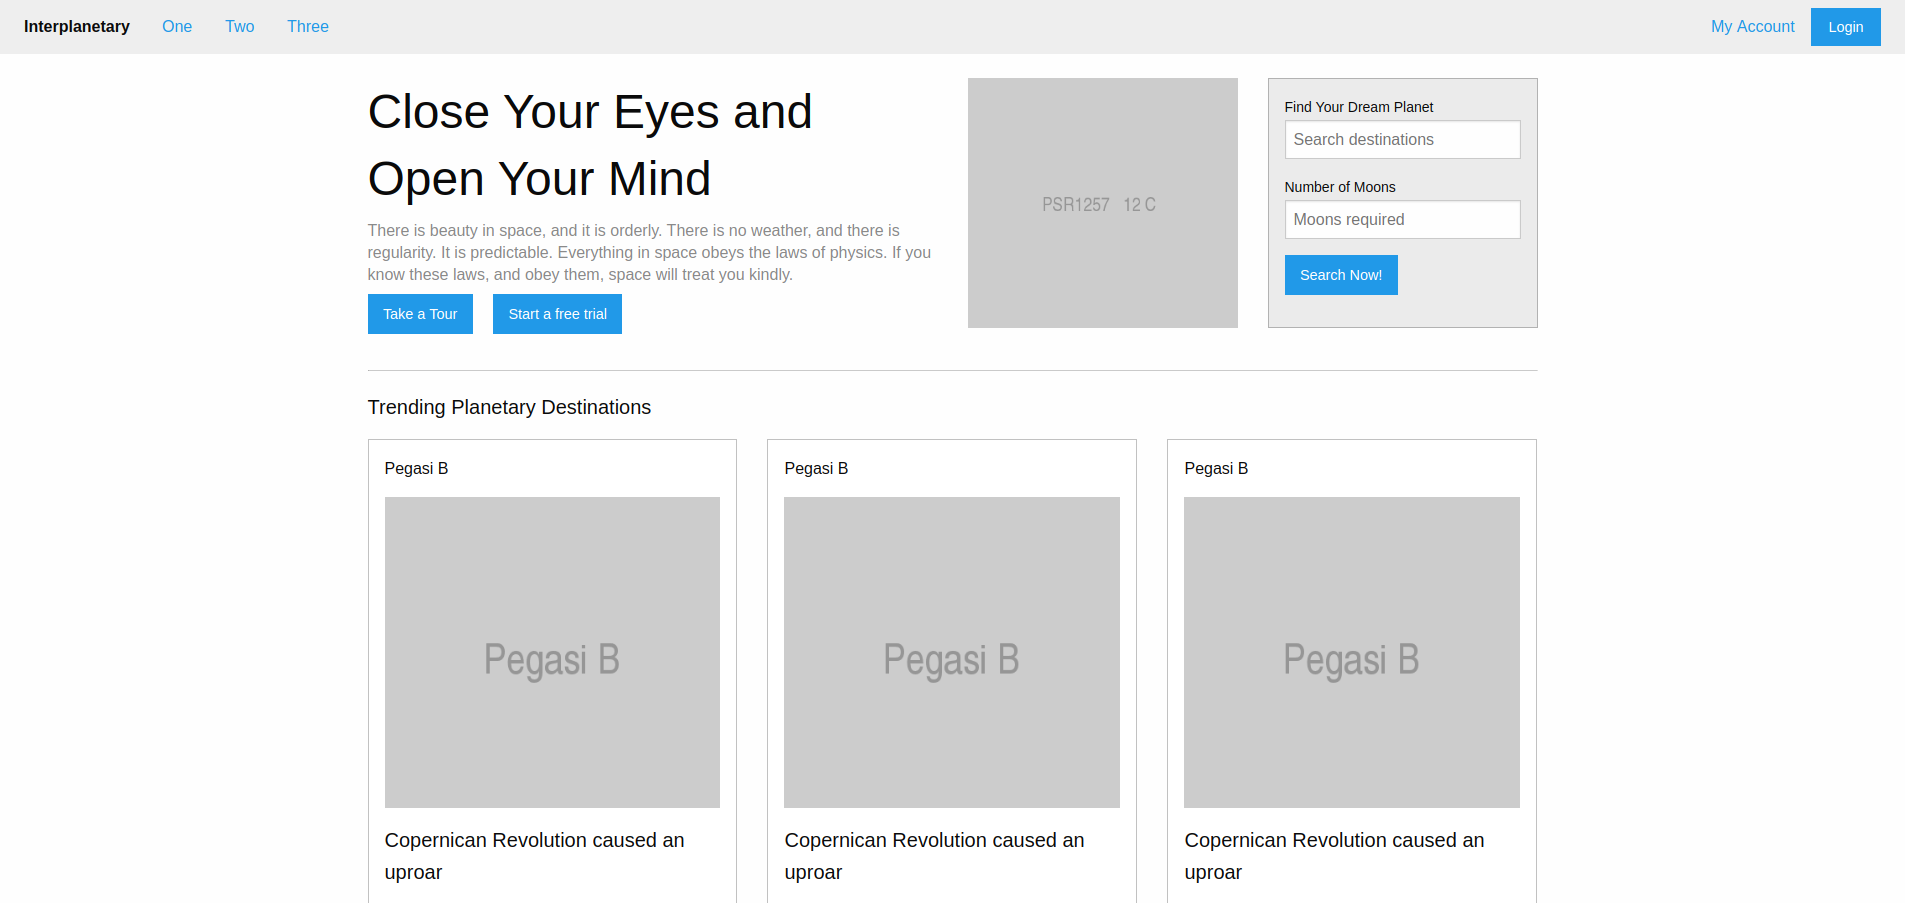 Interplanetary One Two Three My Account Login
Close Your Eyes and
Open Your Mind
There is beauty in space, and it is orderly. There is no weather, and there is
regularity. It is predictable. Everything in space obeys the laws of physics. If you
know these laws, and obey them, space will treat you kindly.
Take a Tour Start a free trial
PSR1257 12 C
Find Your Dream Planet
Search destinations
Number of Moons
Moons required
Search Now!
Trending Planetary Destinations
Pegasi B
Pegasi B
Copernican Revolution caused an
uproar
Pegasi B
Pegasi B
Copernican Revolution caused an
uproar
Pegasi B
Pegasi B
Copernican Revolution caused an
uproar